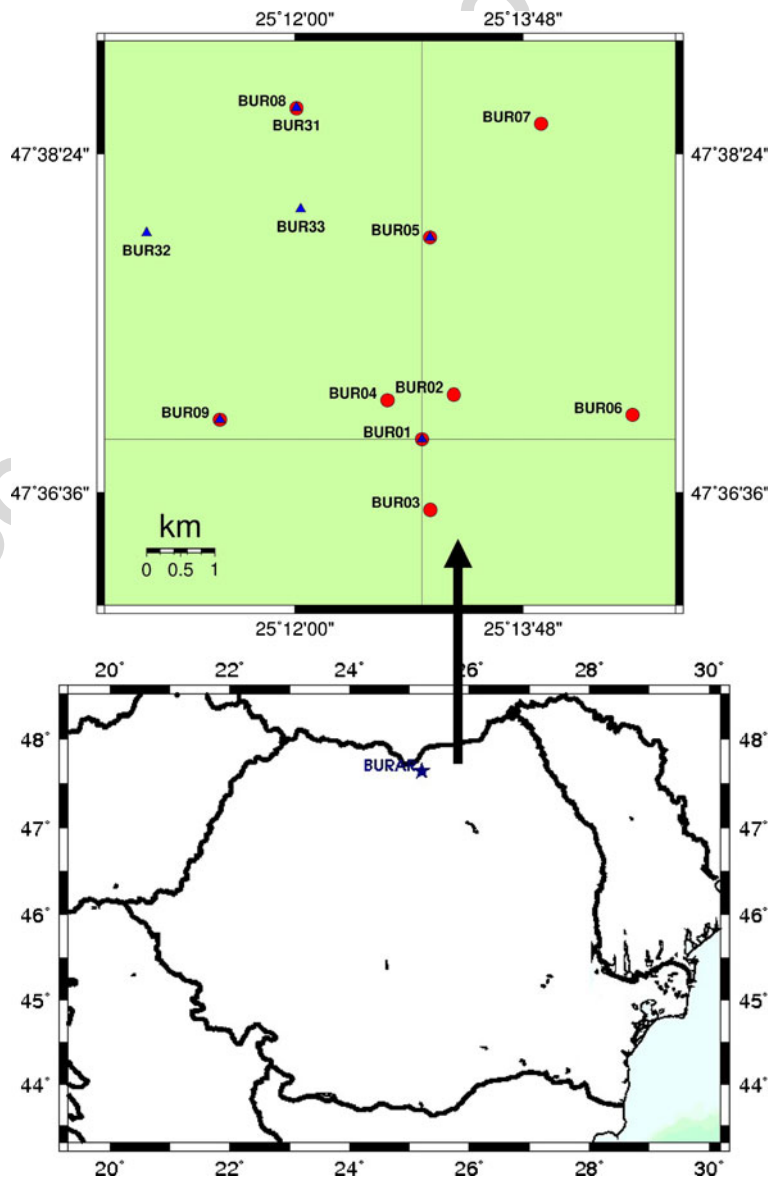 25°12'00" 25°13'48"
BUR08
BUR31
BUR07
47°38'24" 47°38'24"
BUR33
BUR05
BUR32
BUR04 BUR02
BUR09
BUR06
BUR01
47°36'36" 47°36'36"
BUR03
km
0 0.5 1
25°12'00" 25°13'48"
20° 22° 24° 26° 28° 30°
48° 48°
BURAR
47° 47°
46° 46°
45° 45°
44° 44°
20° 22° 24° 26° 28° 30°